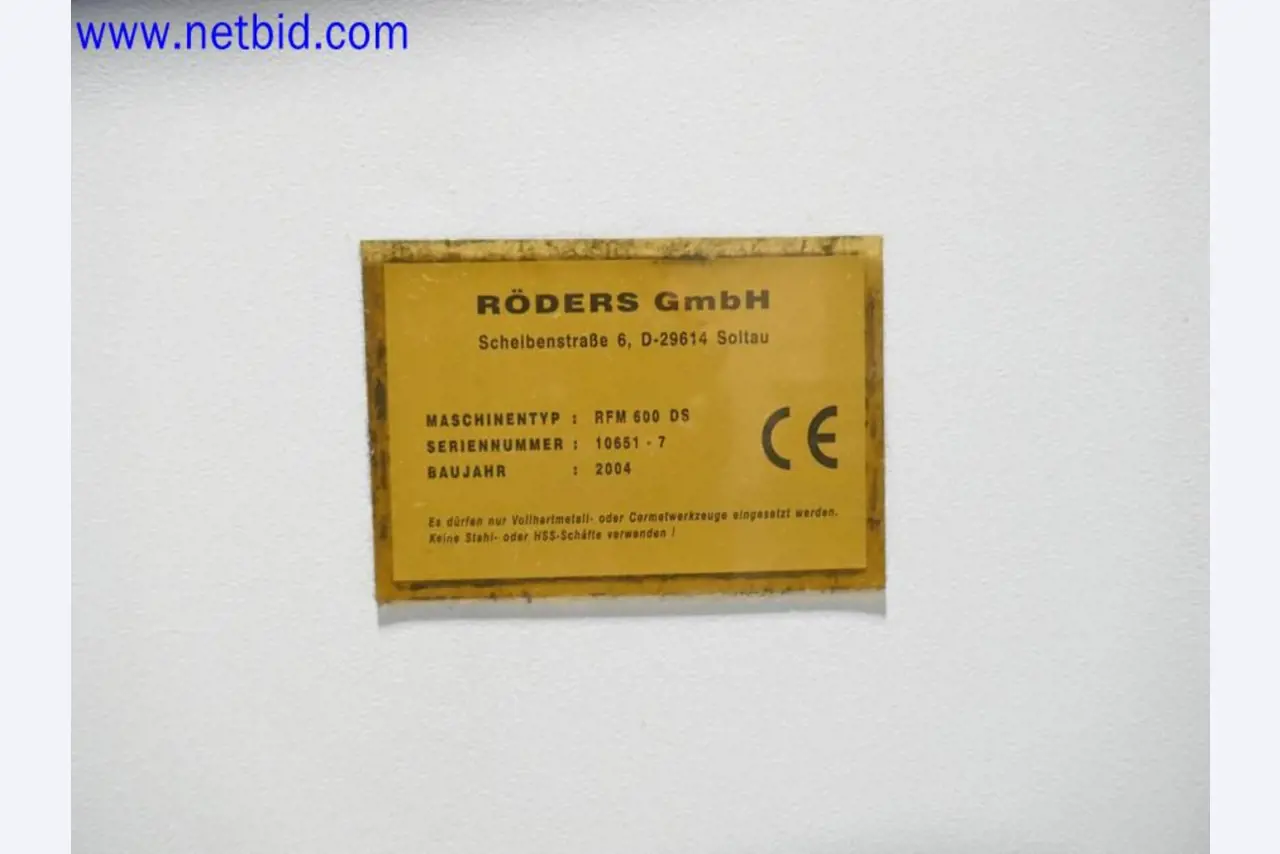 www.netbid.com
RÖDERS GmbH
Scheibenstraße 6, D-29614 Soltau
MASCHINENTYP : RFM 600 DS
SERIENNUMMER : 10651 - 7
BAUJAHR : 2004
CE
Es dürfen nur Vollhartmetall- oder Cermetwerkzeuge eingesetzt werden.
Keine Stahl- oder HSS-Schäfte verwenden !